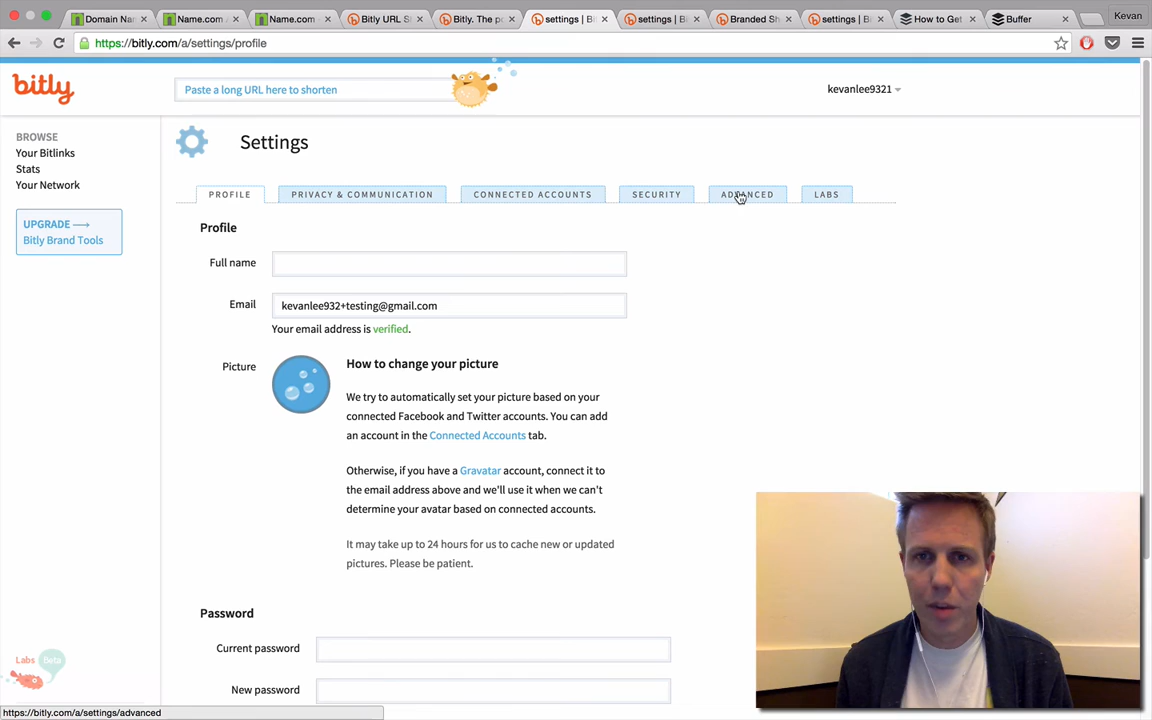 Domain Na
Name.com
Name.com
Bitly URL S
Bitly. The p
settings | Bi
settings | B
Branded Sh
settings | B
How to Get
Buffer
Kevan
https://bitly.com/a/settings/profile
bitly
Paste a long URL here to shorten
kevanlee9321
BROWSE
Your Bitlinks
Stats
Your Network
UPGRADE
Bitly Brand Tools
Settings
PROFILE
PRIVACY & COMMUNICATION
CONNECTED ACCOUNTS
SECURITY
ADVANCED
LABS
Profile
Full name
Email
kevanlee932+testing@gmail.com
Your email address is verified.
Picture
How to change your picture
We try to automatically set your picture based on your
connected Facebook and Twitter accounts. You can add
an account in the Connected Accounts tab.
Otherwise, if you have a Gravatar account, connect it to
the email address above and we'll use it when we can't
determine your avatar based on connected accounts.
It may take up to 24 hours for us to cache new or updated
pictures. Please be patient.
Password
Current password
New password
Labs
Beta
https://bitly.com/a/settings/advanced